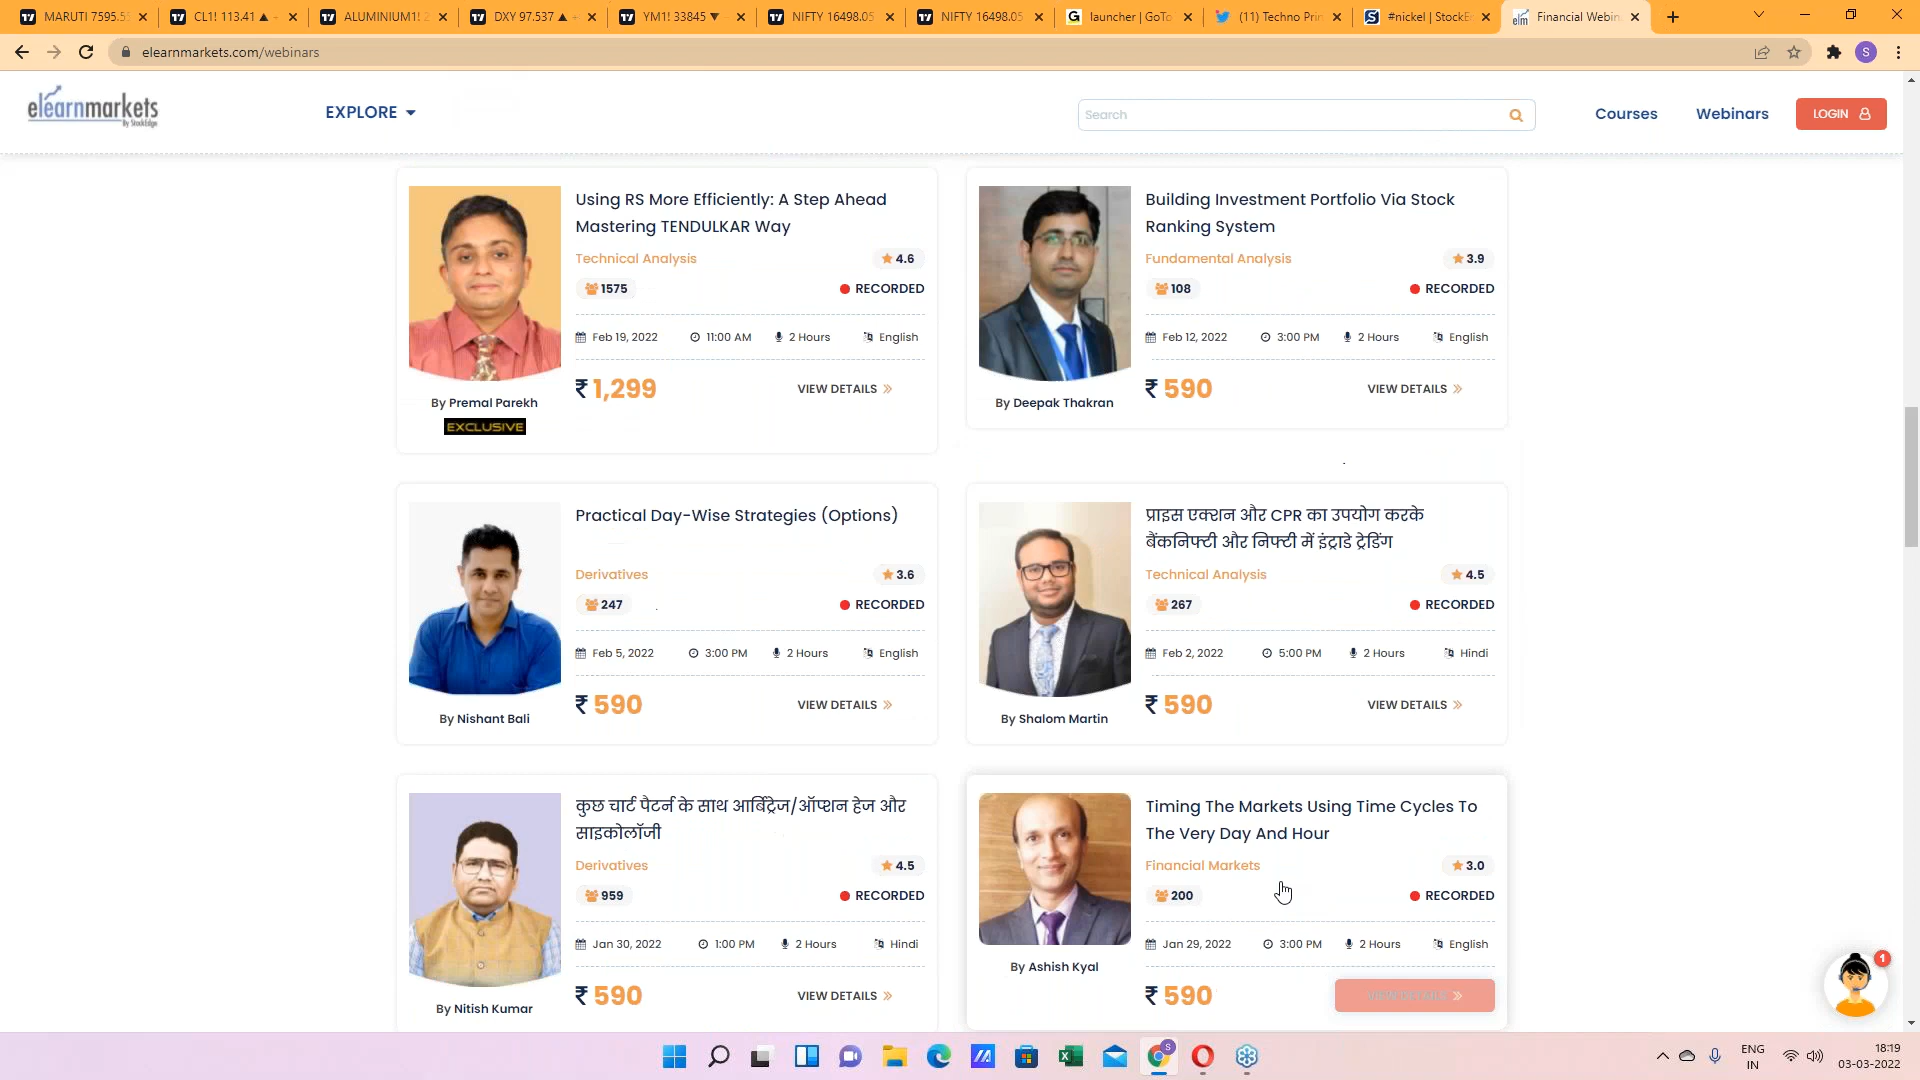 MARUTI 7595.5
CL1! 113.41 ▲
ALUMINIUM1! 2
DXY 97.537 ▲
YM1! 33845 ▼
NIFTY 16498.05
NIFTY 16498.05
launcher | GoTo
(11) Techno Prin
#nickel | StockE
Financial Webin
elearnmarkets.com/webinars
S
elearnmarkets
By StockEdge
EXPLORE
Search
Courses
Webinars
LOGIN
Using RS More Efficiently: A Step Ahead
Mastering TENDULKAR Way
Technical Analysis
4.6
1575
RECORDED
Feb 19, 2022
11:00 AM
2 Hours
English
₹ 1,299
VIEW DETAILS »
By Premal Parekh
EXCLUSIVE
Building Investment Portfolio Via Stock
Ranking System
Fundamental Analysis
3.9
108
RECORDED
Feb 12, 2022
3:00 PM
2 Hours
English
₹ 590
VIEW DETAILS »
By Deepak Thakran
Practical Day-Wise Strategies (Options)
Derivatives
3.6
247
RECORDED
Feb 5, 2022
3:00 PM
2 Hours
English
₹ 590
VIEW DETAILS »
By Nishant Bali
प्राइस एक्शन और CPR का उपयोग करके
बैंकनिफ्टी और निफ्टी में इंट्राडे ट्रेडिंग
Technical Analysis
4.5
267
RECORDED
Feb 2, 2022
5:00 PM
2 Hours
Hindi
₹ 590
VIEW DETAILS »
By Shalom Martin
कुछ चार्ट पैटर्न के साथ आर्बिट्रेज/ऑप्शन हेज और
साइकोलॉजी
Derivatives
4.5
959
RECORDED
Jan 30, 2022
1:00 PM
2 Hours
Hindi
₹ 590
VIEW DETAILS »
By Nitish Kumar
Timing The Markets Using Time Cycles To
The Very Day And Hour
Financial Markets
3.0
200
RECORDED
Jan 29, 2022
3:00 PM
2 Hours
English
₹ 590
VIEW DETAILS »
By Ashish Kyal
1
S
ENG
IN
18:19
03-03-2022